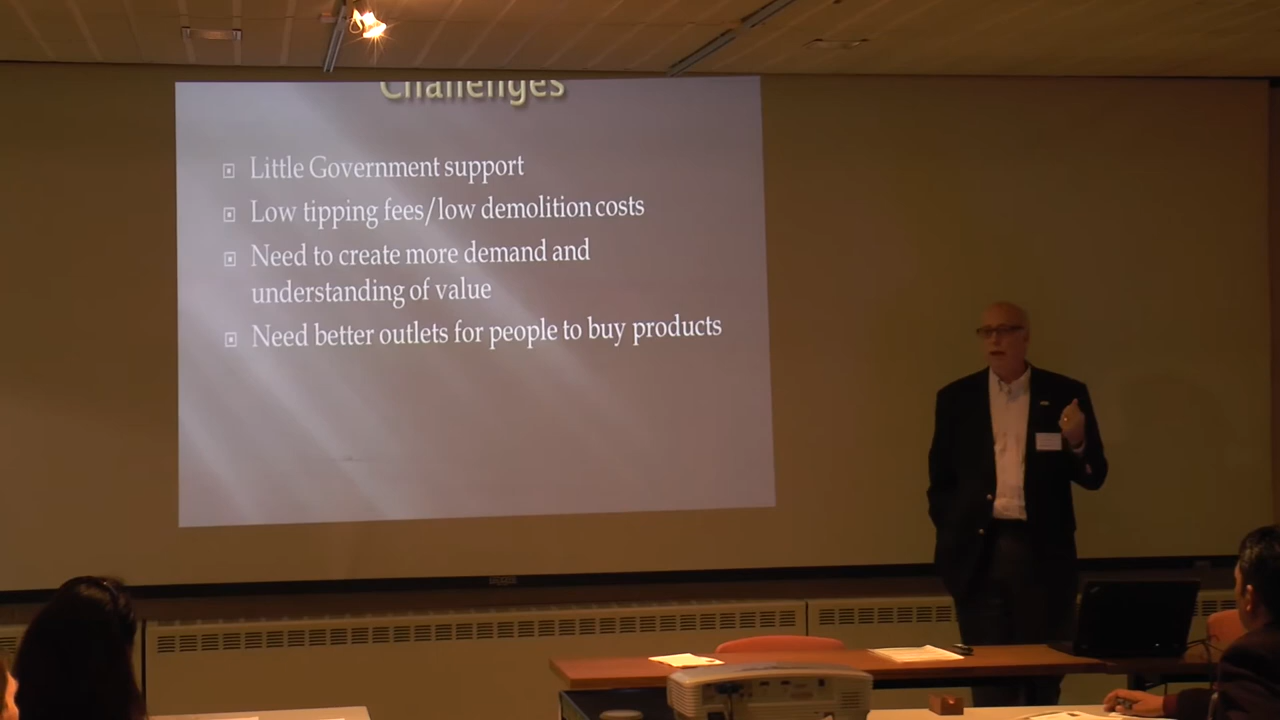 Challenges
Little Government support
Low tipping fees/low demolition costs
Need to create more demand and
understanding of value
Need better outlets for people to buy products